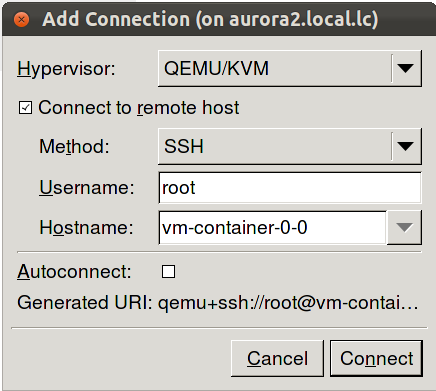 Add Connection (on aurora2.local.lc)
Hypervisor: QEMU/KVM
Connect to remote host
Method: SSH
Username: root
Hostname: vm-container-0-0
Autoconnect:
Generated URI: qemu+ssh://root@vm-contai...
Cancel Connect